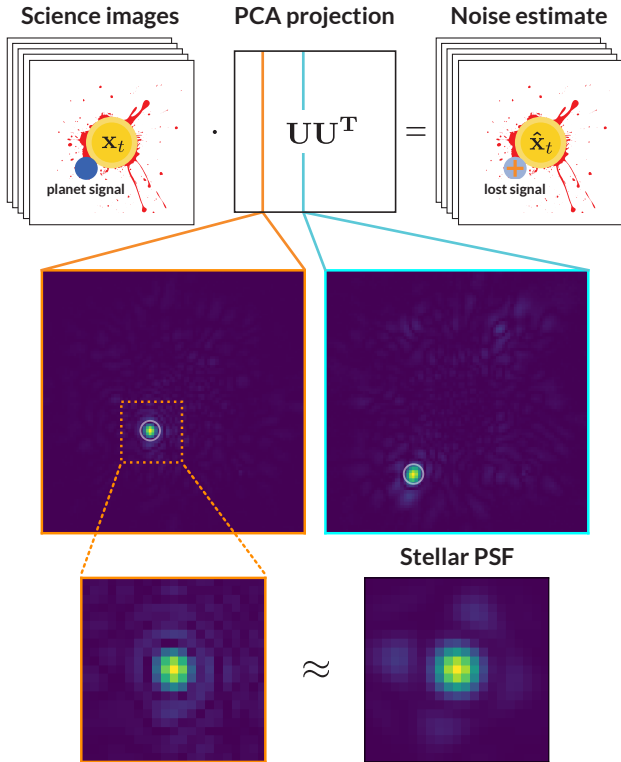 Science images PCA projection Noise estimate
x_t · UU^T = x̂_t
planet signal lost signal
Stellar PSF
≈